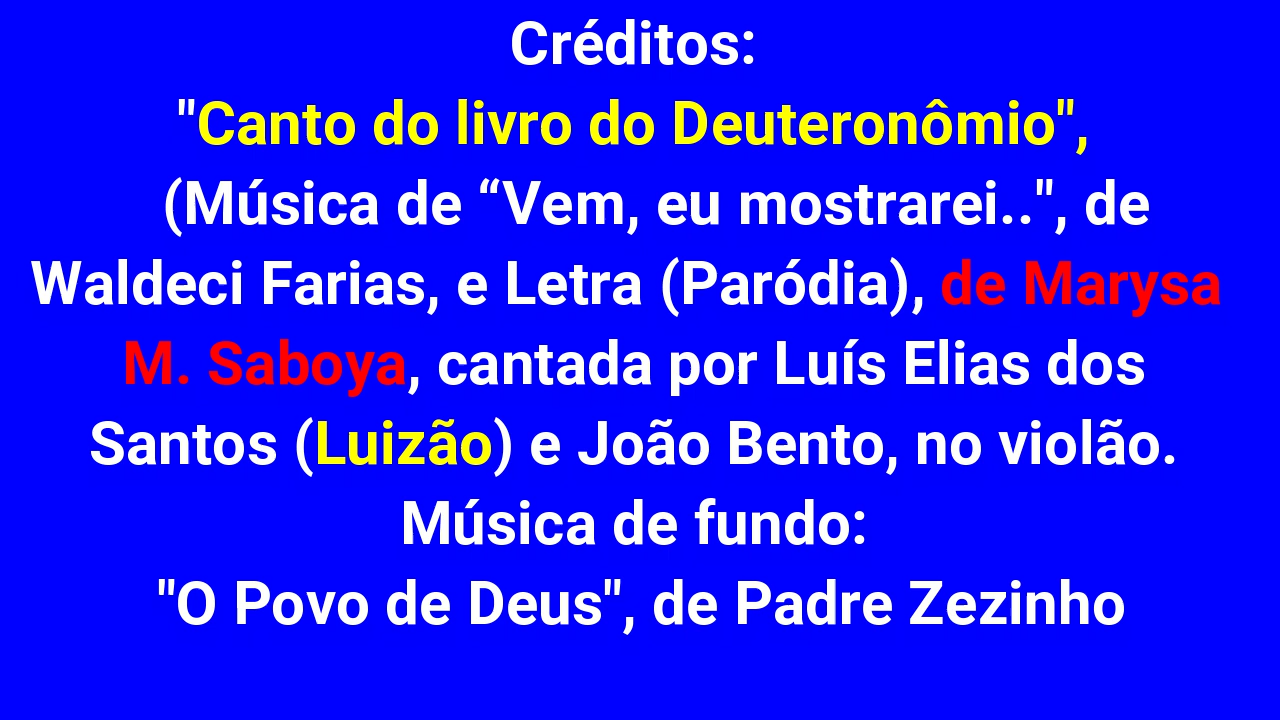 Créditos:
"Canto do livro do Deuteronômio",
(Música de “Vem, eu mostrarei..", de
Waldeci Farias, e Letra (Paródia), de Marysa
M. Saboya, cantada por Luís Elias dos
Santos (Luizão) e João Bento, no violão.
Música de fundo:
"O Povo de Deus", de Padre Zezinho